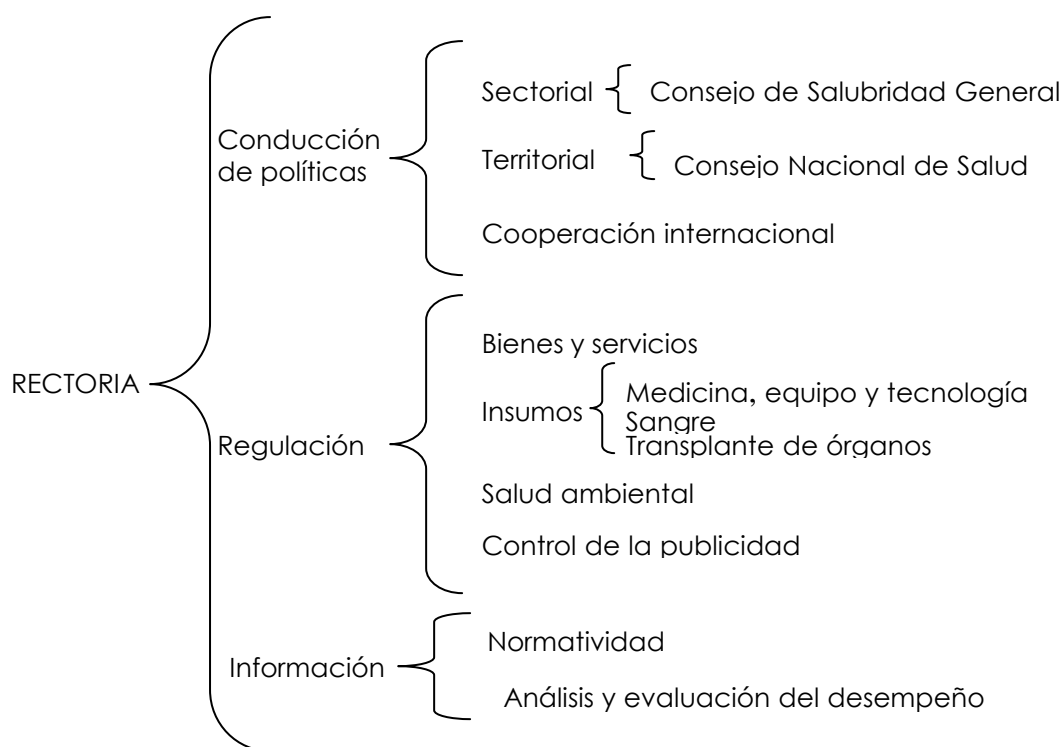 Sectorial
Consejo de Salubridad General
Conducción
de políticas
Territorial
Consejo Nacional de Salud
Cooperación internacional
RECTORIA
Bienes y servicios
Regulación
Insumos
Medicina, equipo y tecnología
Sangre
Transplante de órganos
Salud ambiental
Control de la publicidad
Información
Normatividad
Análisis y evaluación del desempeño